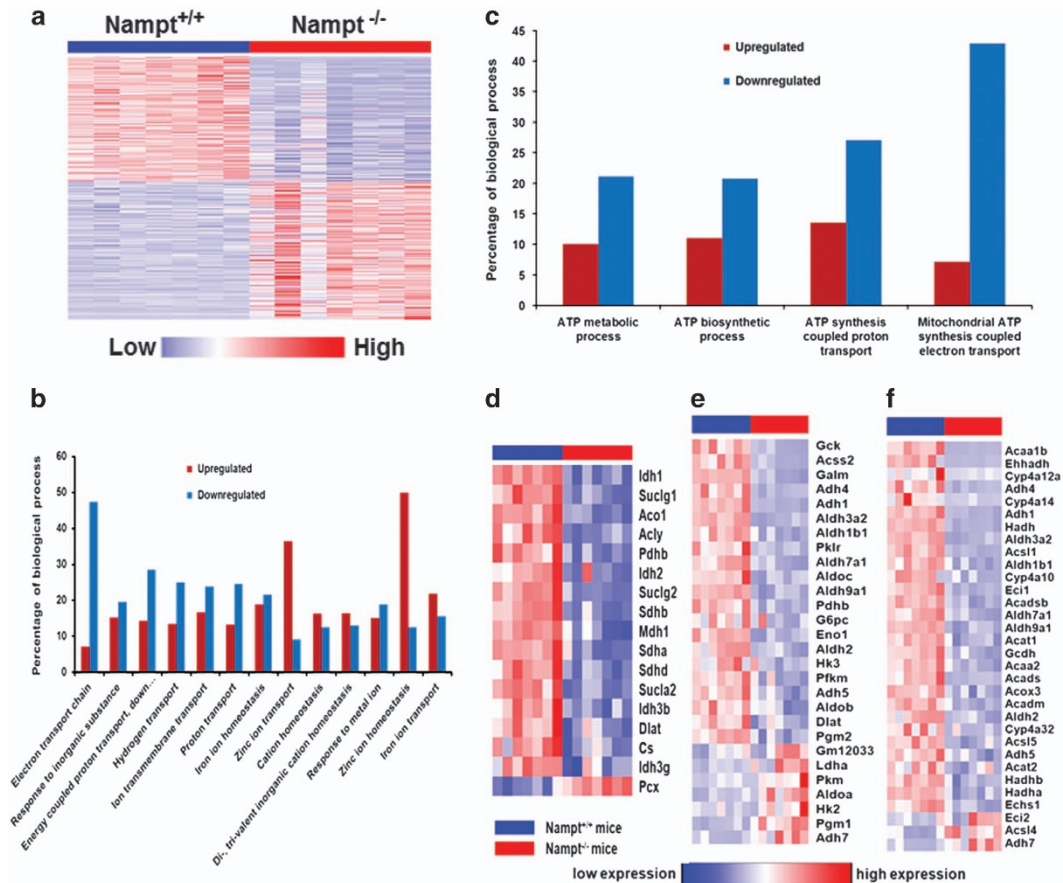 a
Nampt+/+ Nampt -/-
Low High
c
Percentage of biological process
45
40
35
30
25
20
15
10
5
0
Upregulated
Downregulated
ATP metabolic
process
ATP biosynthetic
process
ATP synthesis
coupled proton
transport
Mitochondrial ATP
synthesis coupled
electron transport
b
Percentage of biological process
60
50
40
30
20
10
0
Upregulated
Downregulated
Electron transport chain
Response to inorganic substance
Energy coupled proton transport, down...
Hydrogen transport
Ion transmembrane transport
Proton transport
Iron ion homeostasis
Zinc ion transport
Cation homeostasis
Di-, tri-valent inorganic cation homeostasis
Response to metal ion
Zinc ion homeostasis
Iron ion transport
d
Idh1
Suclg1
Aco1
Acly
Pdhb
Idh2
Suclg2
Sdhb
Mdh1
Sdha
Sdhd
Sucla2
Idh3b
Dlat
Cs
Idh3g
Pcx
Nampt+/+ mice
Nampt-/- mice
e
Gck
Acss2
Galm
Adh4
Adh1
Aldh3a2
Aldh1b1
Pklr
Aldh7a1
Aldoc
Aldh9a1
Pdhb
G6pc
Eno1
Aldh2
Hk3
Pfkm
Adh5
Aldob
Dlat
Pgm2
Gm12033
Ldha
Pkm
Aldoa
Hk2
Pgm1
Adh7
f
Acaa1b
Ehhadh
Cyp4a12a
Adh4
Cyp4a14
Adh1
Hadh
Aldh3a2
Acsl1
Aldh1b1
Cyp4a10
Eci1
Acadsb
Aldh7a1
Aldh9a1
Acat1
Gcdh
Acaa2
Acads
Acox3
Acadm
Aldh2
Cyp4a32
Acsl5
Adh5
Acat2
Hadhb
Hadha
Echs1
Eci2
Acsl4
Adh7
low expression high expression